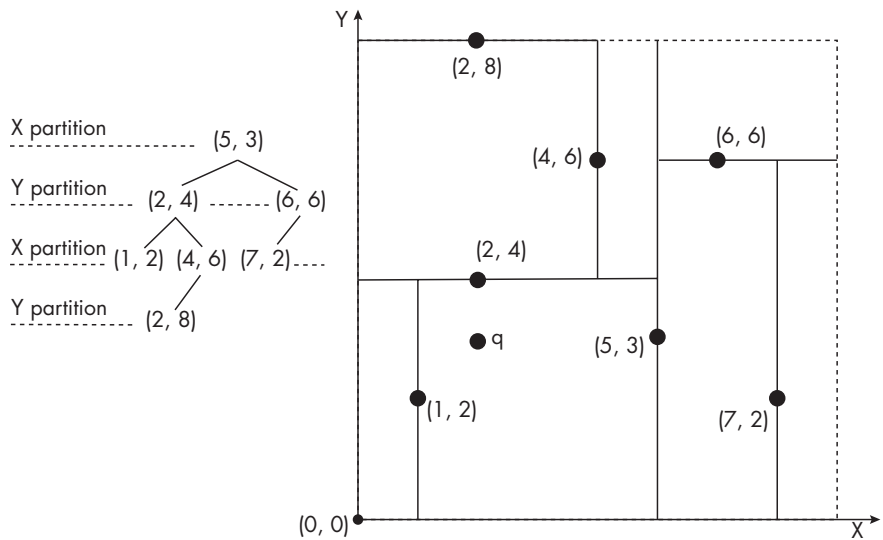 X partition
(5, 3)
Y partition
(2, 4)
(6, 6)
X partition
(1, 2)
(4, 6)
(7, 2)
Y partition
(2, 8)
Y
(2, 8)
(4, 6)
(6, 6)
(2, 4)
q
(5, 3)
(1, 2)
(7, 2)
(0, 0)
X